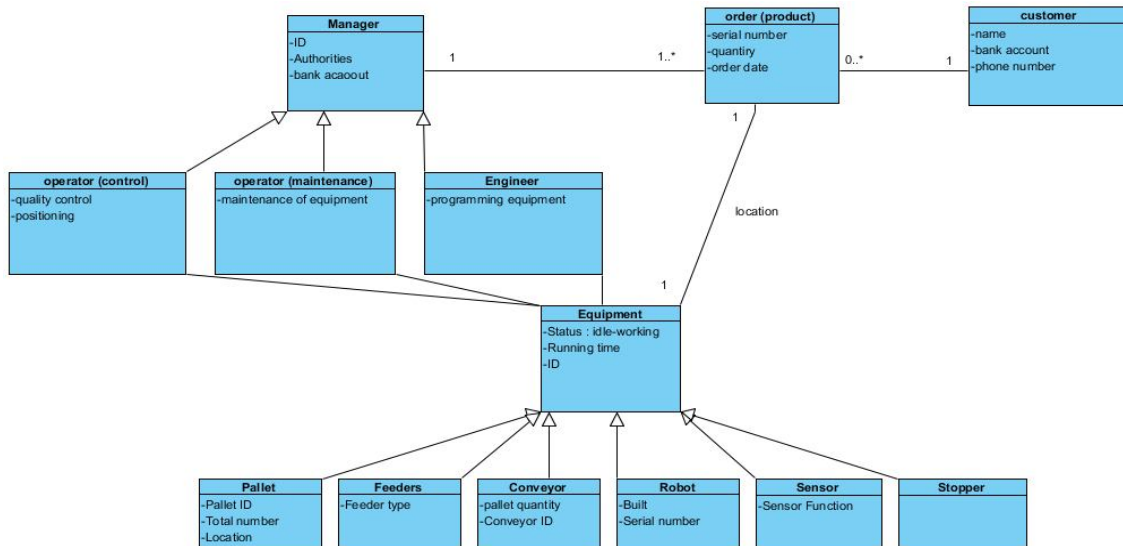 Manager
-ID
-Authorities
-bank acaoout
order (product)
-serial number
-quantiry
-order date
customer
-name
-bank account
-phone number
1
1..*
0..*
1
1
operator (control)
-quality control
-positioning
operator (maintenance)
-maintenance of equipment
Engineer
-programming equipment
location
1
Equipment
-Status : idle-working
-Running time
-ID
Pallet
-Pallet ID
-Total number
-Location
Feeders
-Feeder type
Conveyor
-pallet quantity
-Conveyor ID
Robot
-Built
-Serial number
Sensor
-Sensor Function
Stopper